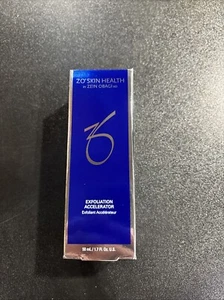 ZO® SKIN HEALTH
BY ZEIN OBAGI MD
EXFOLIATION
ACCELERATOR
Exfoliant Accélérateur
50 mL / 1.7 Fl. Oz. U.S.